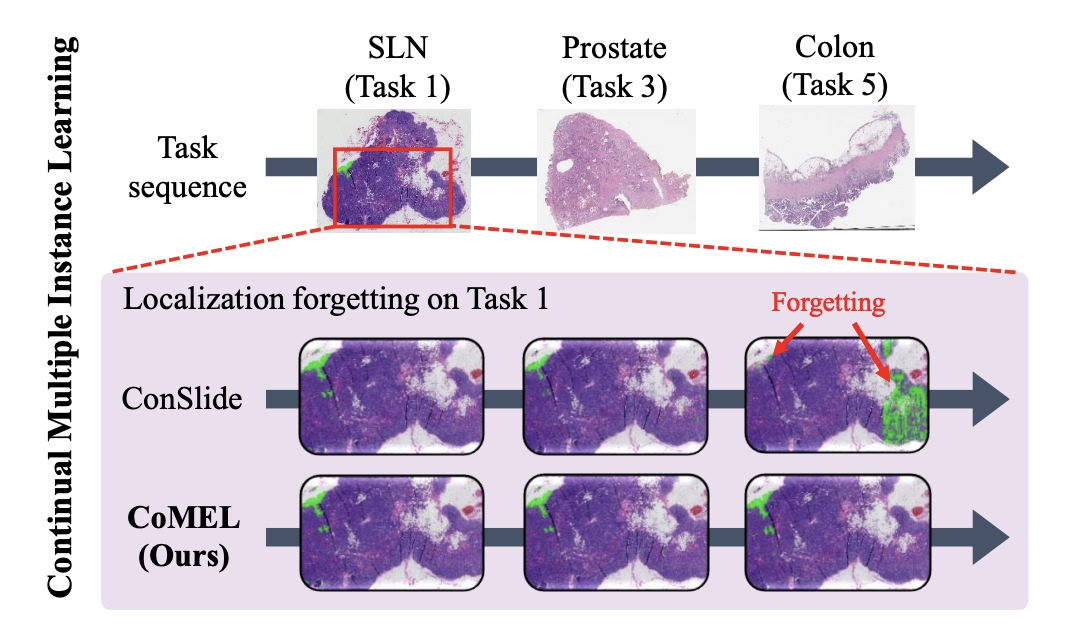 Continual Multiple Instance Learning
SLN
(Task 1)
Prostate
(Task 3)
Colon
(Task 5)
Task
sequence
Localization forgetting on Task 1
Forgetting
ConSlide
CoMEL
(Ours)